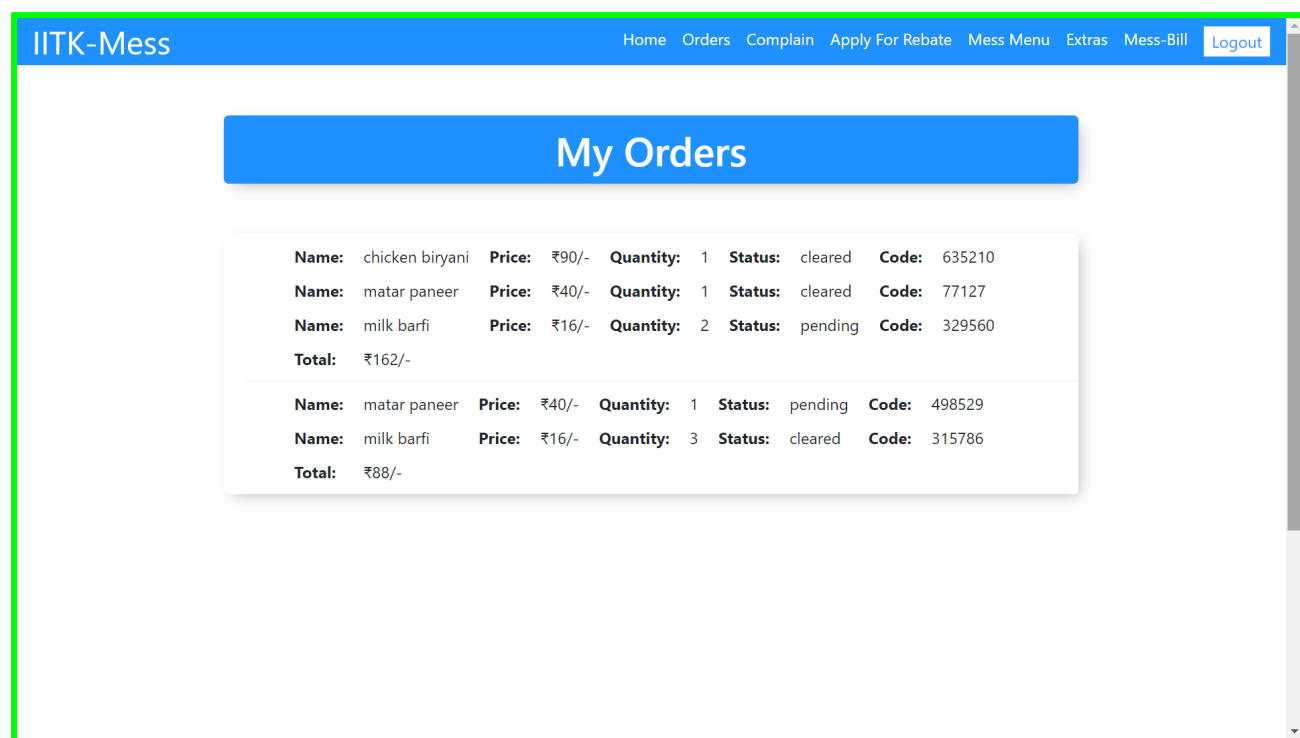 IITK-Mess Home Orders Complain Apply For Rebate Mess Menu Extras Mess-Bill Logout
My Orders
Name: chicken biryani Price: ₹90/- Quantity: 1 Status: cleared Code: 635210
Name: matar paneer Price: ₹40/- Quantity: 1 Status: cleared Code: 77127
Name: milk barfi Price: ₹16/- Quantity: 2 Status: pending Code: 329560
Total: ₹162/-
Name: matar paneer Price: ₹40/- Quantity: 1 Status: pending Code: 498529
Name: milk barfi Price: ₹16/- Quantity: 3 Status: cleared Code: 315786
Total: ₹88/-